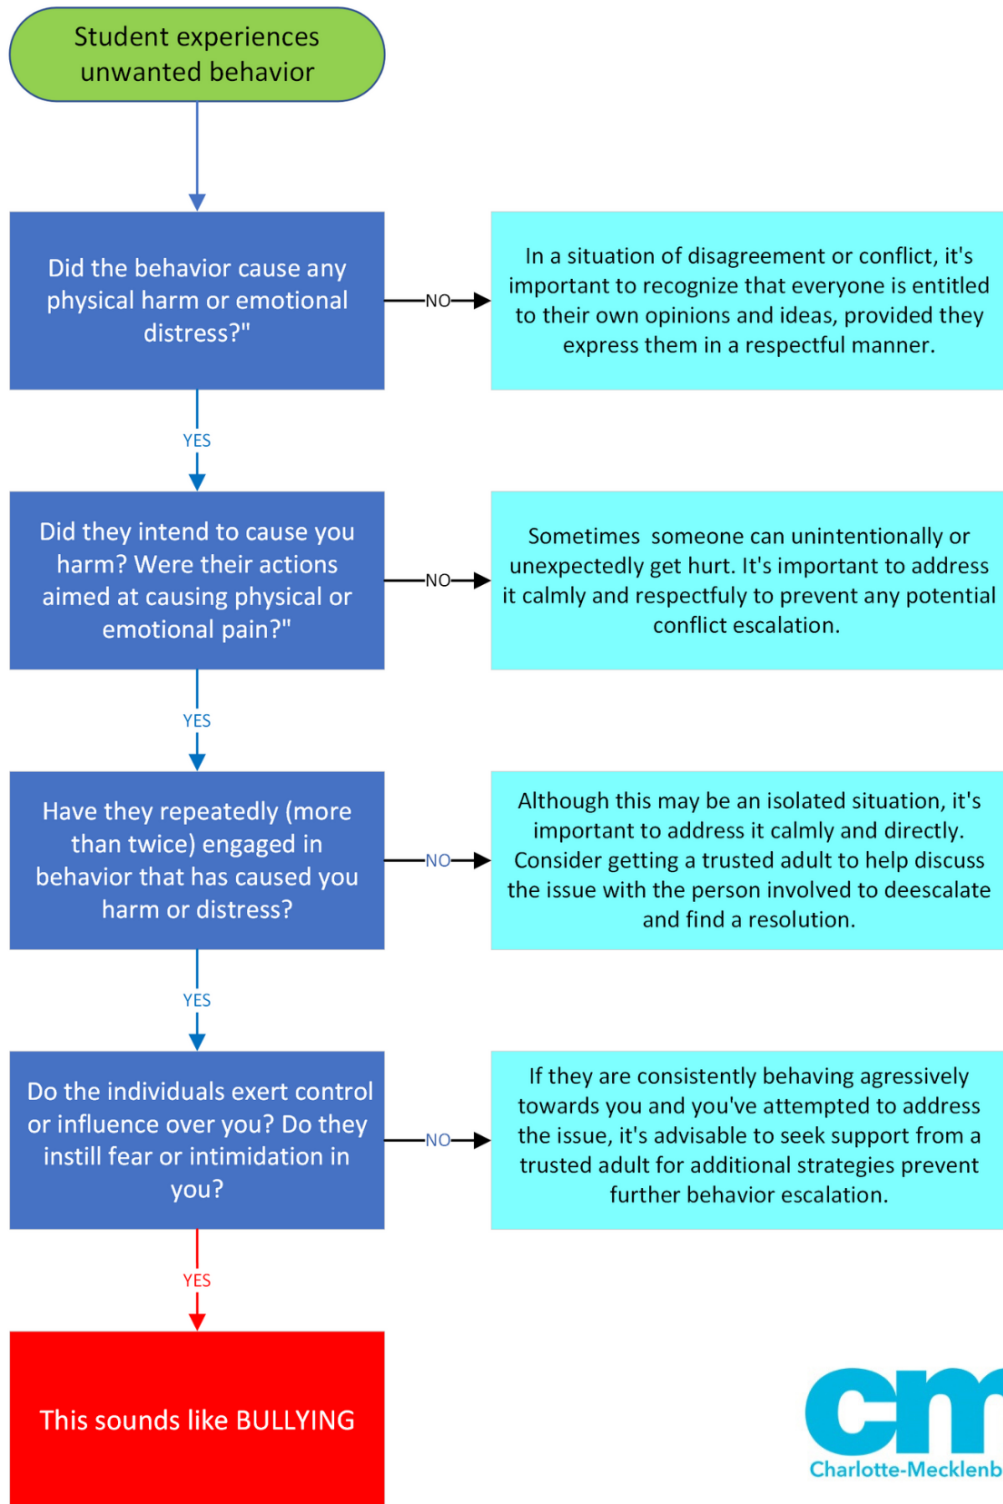 Student experiences
unwanted behavior
Did the behavior cause any
physical harm or emotional
distress?"
NO
In a situation of disagreement or conflict, it's
important to recognize that everyone is entitled
to their own opinions and ideas, provided they
express them in a respectful manner.
YES
Did they intend to cause you
harm? Were their actions
aimed at causing physical or
emotional pain?"
NO
Sometimes  someone can unintentionally or
unexpectedly get hurt. It's important to address
it calmly and respectfuly to prevent any potential
conflict escalation.
YES
Have they repeatedly (more
than twice) engaged in
behavior that has caused you
harm or distress?
NO
Although this may be an isolated situation, it's
important to address it calmly and directly.
Consider getting a trusted adult to help discuss
the issue with the person involved to deescalate
and find a resolution.
YES
Do the individuals exert control
or influence over you? Do they
instill fear or intimidation in
you?
NO
If they are consistently behaving agressively
towards you and you've attempted to address
the issue, it's advisable to seek support from a
trusted adult for additional strategies prevent
further behavior escalation.
YES
This sounds like BULLYING
cm
Charlotte-Mecklenb